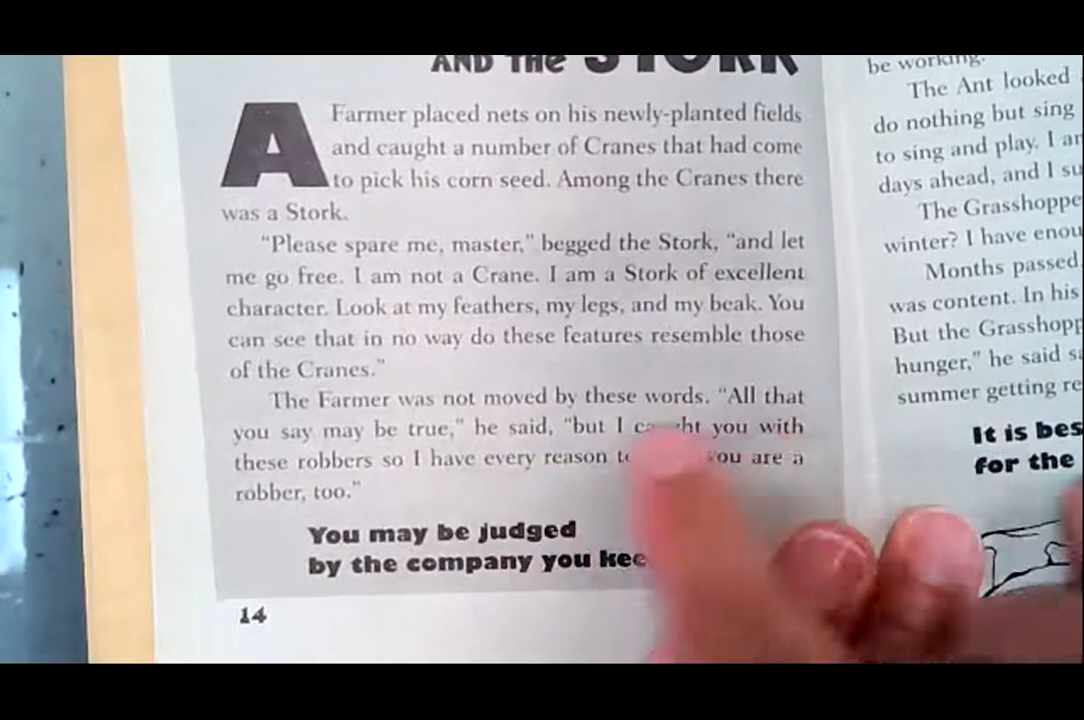 AND THE STORK
A Farmer placed nets on his newly-planted fields
and caught a number of Cranes that had come
to pick his corn seed. Among the Cranes there
was a Stork.
"Please spare me, master," begged the Stork, "and let
me go free. I am not a Crane. I am a Stork of excellent
character. Look at my feathers, my legs, and my beak. You
can see that in no way do these features resemble those
of the Cranes."
The Farmer was not moved by these words. "All that
you say may be true," he said, "but I caught you with
these robbers so I have every reason you are a
robber, too."
You may be judged
by the company you
14
be working.
The Ant looked
do nothing but sing
to sing and play. I
days ahead, and I
The
winter? I have
Months passed.
was content. In his
But the
hunger," he said
summer getting
It is
for the